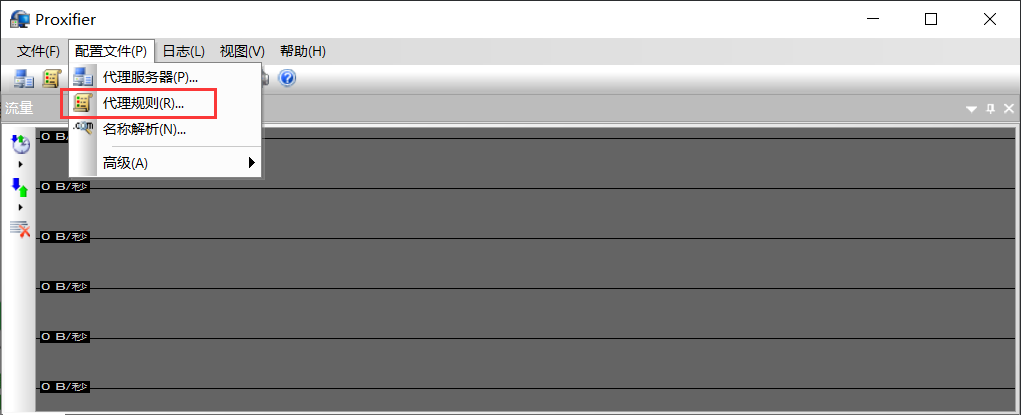 Proxifier
文件(F) 配置文件(P) 日志(L) 视图(V) 帮助(H)
代理服务器(P)...
代理规则(R)...
名称解析(N)...
高级(A)
流量
0 B/
0 B/秒
0 B/秒
0 B/秒
0 B/秒
0 B/秒